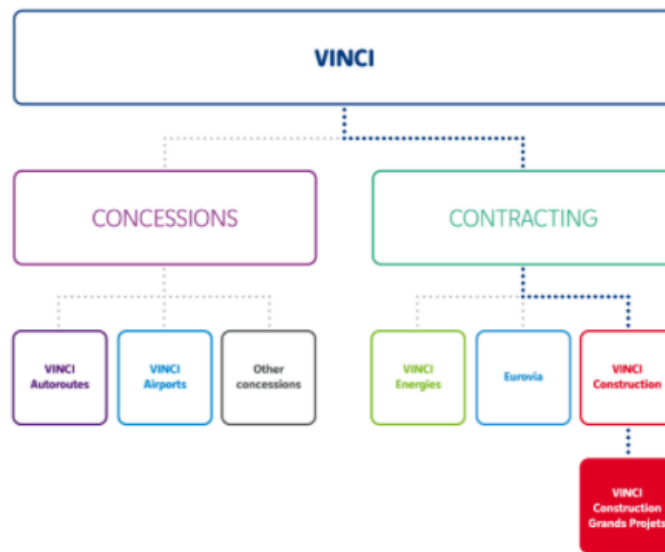 VINCI
CONCESSIONS
CONTRACTING
VINCI
Autoroutes
VINCI
Airports
Other
concessions
VINCI
Energies
Eurovia
VINCI
Construction
VINCI
Construction
Grands Projets